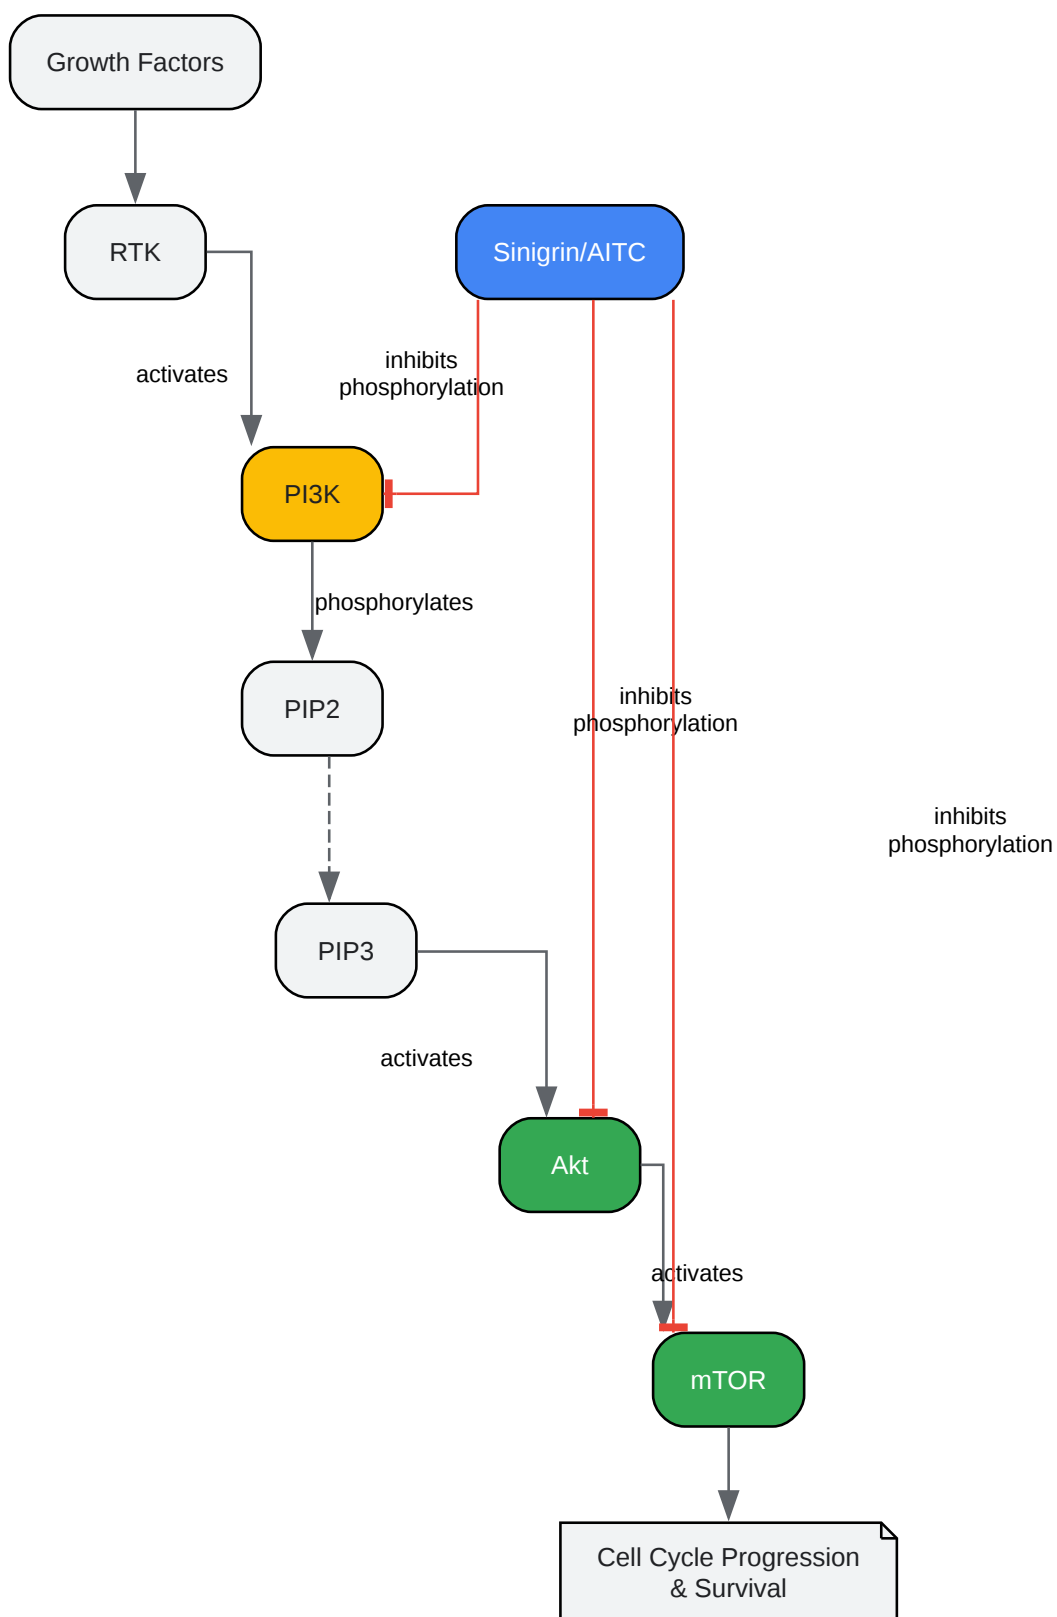 Growth Factors
RTK
Sinigrin/AITC
inhibits
phosphorylation
activates
PI3K
phosphorylates
PIP2
inhibits
phosphorylation
inhibits
phosphorylation
PIP3
activates
Akt
activates
mTOR
Cell Cycle Progression
& Survival